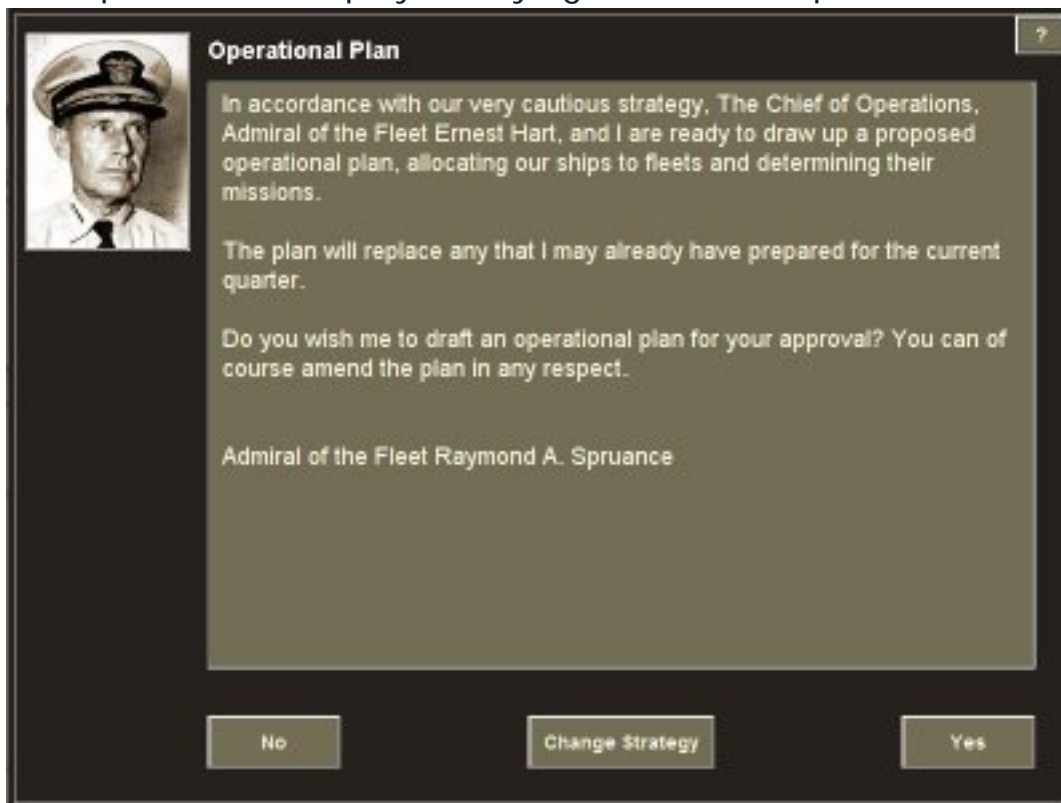 ?
Operational Plan
In accordance with our very cautious strategy, The Chief of Operations,
Admiral of the Fleet Ernest Hart, and I are ready to draw up a proposed
operational plan, allocating our ships to fleets and determining their
missions.
The plan will replace any that I may already have prepared for the current
quarter.
Do you wish me to draft an operational plan for your approval? You can of
course amend the plan in any respect.
Admiral of the Fleet Raymond A. Spruance
No
Change Strategy
Yes